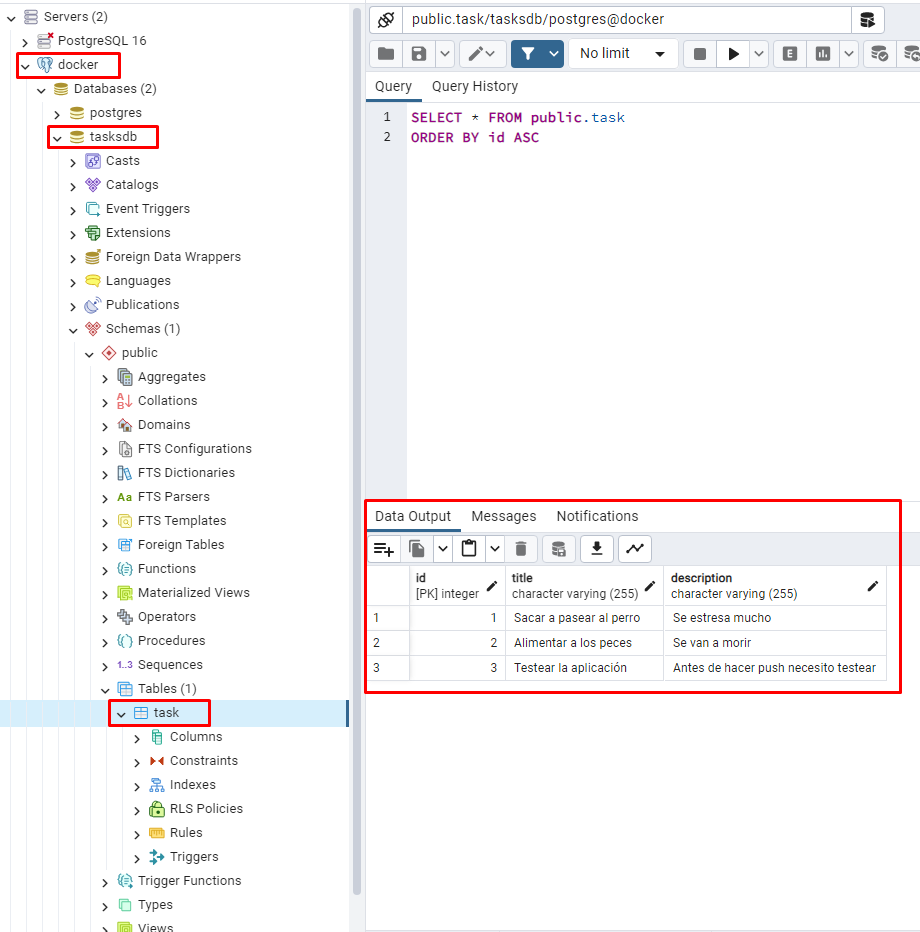 Servers (2)
PostgreSQL 16
docker
Databases (2)
postgres
tasksdb
Casts
Catalogs
Event Triggers
Extensions
Foreign Data Wrappers
Languages
Publications
Schemas (1)
public
Aggregates
Collations
Domains
FTS Configurations
FTS Dictionaries
Aa FTS Parsers
FTS Templates
Foreign Tables
Functions
Materialized Views
Operators
Procedures
1..3 Sequences
Tables (1)
task
Columns
Constraints
Indexes
RLS Policies
Rules
Triggers
Trigger Functions
Types
Views
public.task/tasksdb/postgres@docker
No limit
E
Query Query History
1 SELECT * FROM public.task
2 ORDER BY id ASC
Data Output Messages Notifications
id title description
[PK] integer character varying (255) character varying (255)
1 1 Sacar a pasear al perro Se estresa mucho
2 2 Alimentar a los peces Se van a morir
3 3 Testear la aplicación Antes de hacer push necesito testear